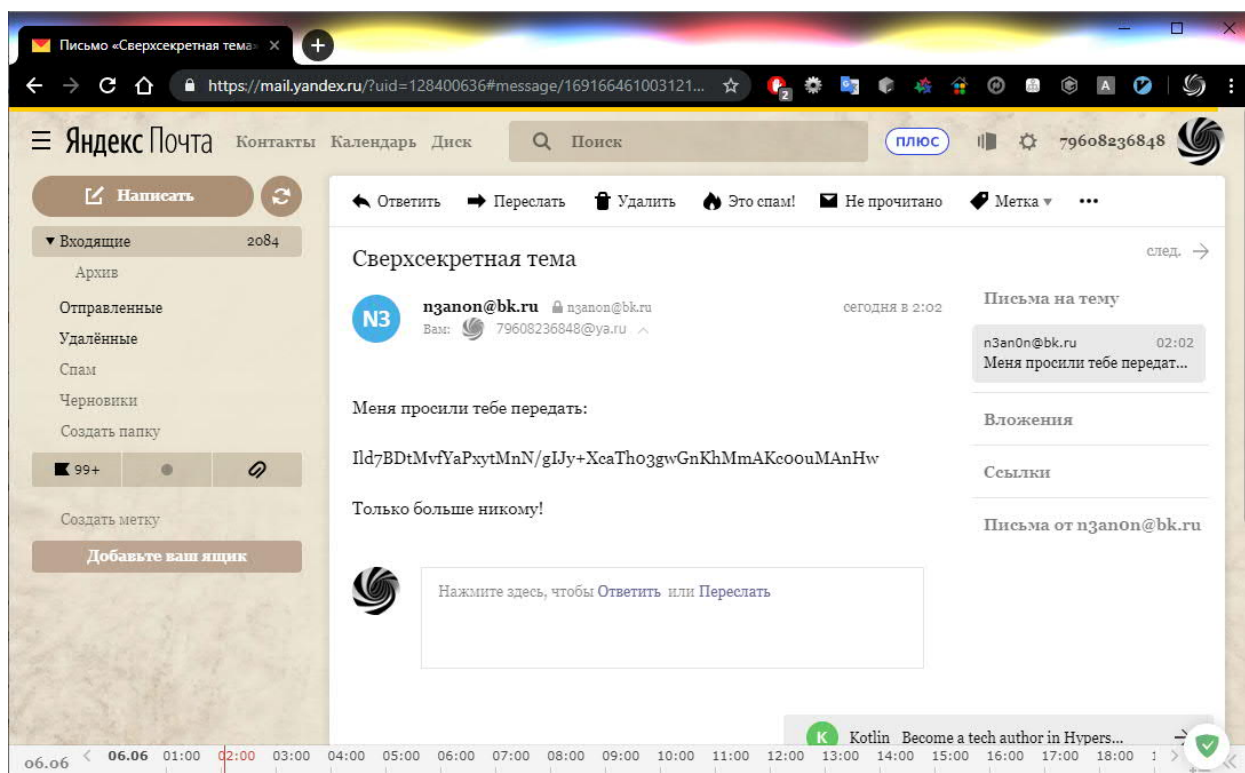 Письмо «Сверхсекретная тема»
https://mail.yandex.ru/?uid=128400636#message/169166461003121...
2
A
Яндекс Почта Контакты Календарь Диск Поиск плюс 79608236848
Написать
Ответить Переслать Удалить Это спам! Не прочитано Метка
Входящие 2084
Архив
Отправленные
Удалённые
Спам
Черновики
Создать папку
99+
Создать метку
Добавьте ваш ящик
Сверхсекретная тема
след.
N3
n3anon@bk.ru n3anon@bk.ru сегодня в 2:02
Вам: 79608236848@ya.ru
Меня просили тебе передать:
Ild7BDtMvfYaPxytMnN/gIJy+XcaTh03gwGnKhMmAKc00uMAnHw
Только больше никому!
Нажмите здесь, чтобы Ответить или Переслать
Письма на тему
n3an0n@bk.ru 02:02
Меня просили тебе передат...
Вложения
Ссылки
Письма от n3an0n@bk.ru
K Kotlin Become a tech author in Hypers...
06.06 06.06 01:00 02:00 03:00 04:00 05:00 06:00 07:00 08:00 09:00 10:00 11:00 12:00 13:00 14:00 15:00 16:00 17:00 18:00 1